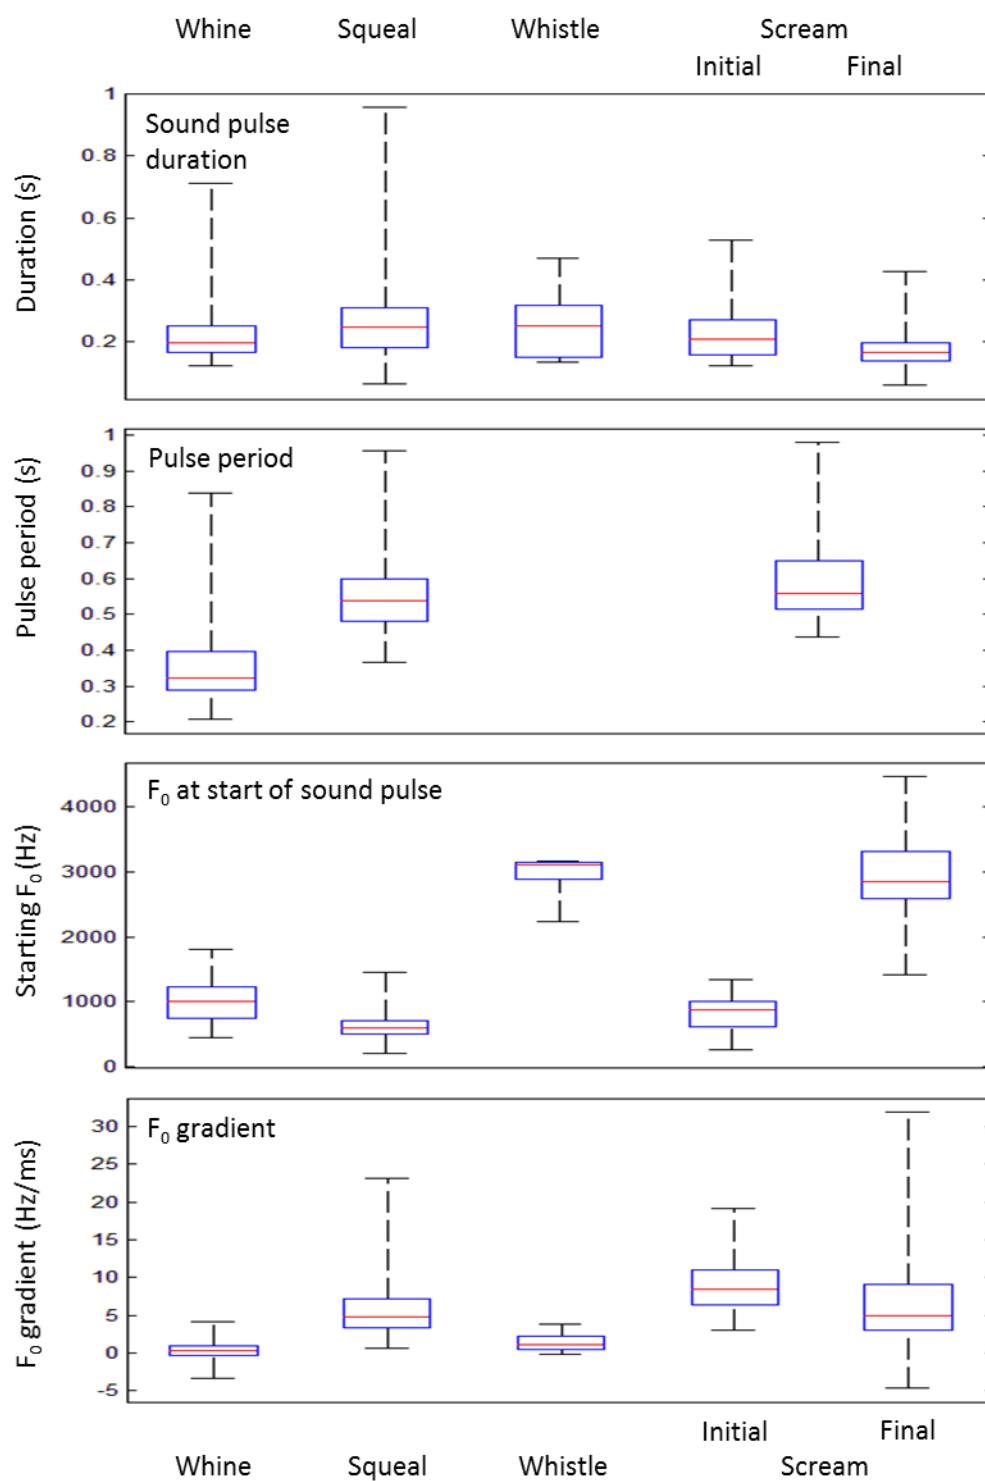 Whine Squeal Whistle Scream
Initial Final
1
Sound pulse
duration
0.8
0.6
0.4
0.2
Duration (s)
1
Pulse period
0.9
0.8
0.7
0.6
0.5
0.4
0.3
0.2
Pulse period (s)
F₀ at start of sound pulse
4000
3000
2000
1000
0
Starting F₀ (Hz)
F₀ gradient
30
25
20
15
10
5
0
-5
F₀ gradient (Hz/ms)
Initial Final
Whine Squeal Whistle Scream